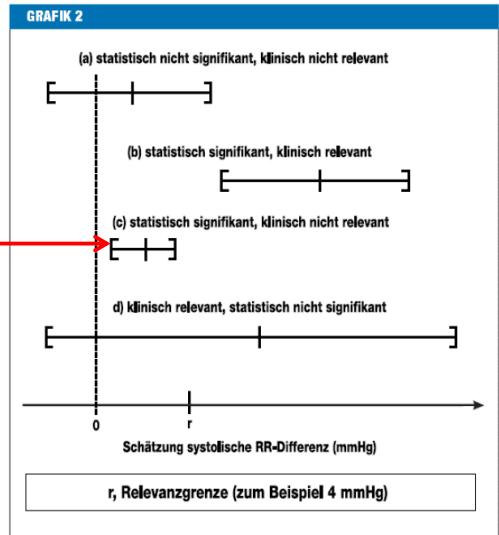 GRAFIK 2
(a) statistisch nicht signifikant, klinisch nicht relevant
(b) statistisch signifikant, klinisch relevant
(c) statistisch signifikant, klinisch nicht relevant
d) klinisch relevant, statistisch nicht signifikant
0 r
Schätzung systolische RR-Differenz (mmHg)
r, Relevanzgrenze (zum Beispiel 4 mmHg)